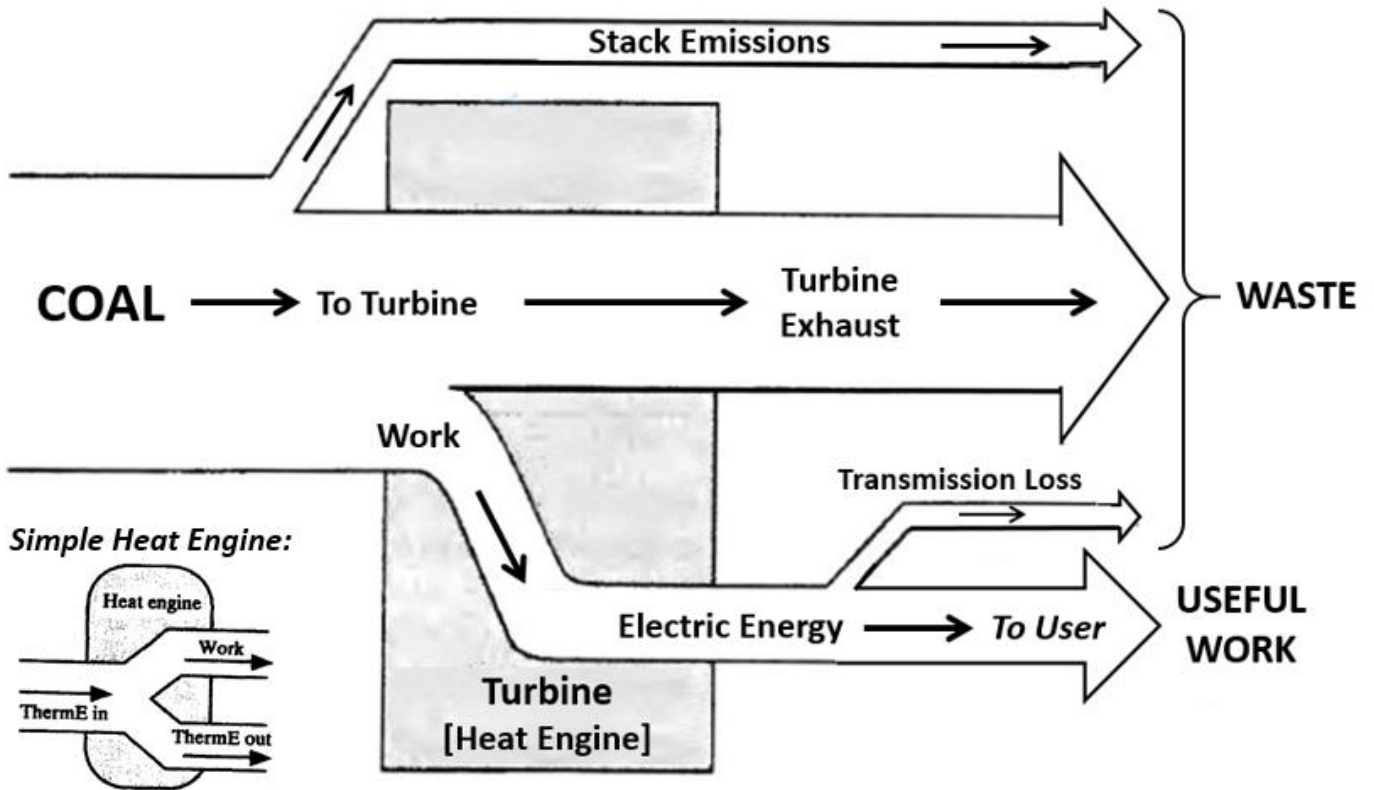 Stack Emissions
COAL
To Turbine
Turbine
Exhaust
WASTE
Work
Transmission Loss
Simple Heat Engine:
Heat engine
Work
ThermE in
ThermE out
Electric Energy
To User
USEFUL
WORK
Turbine
[Heat Engine]